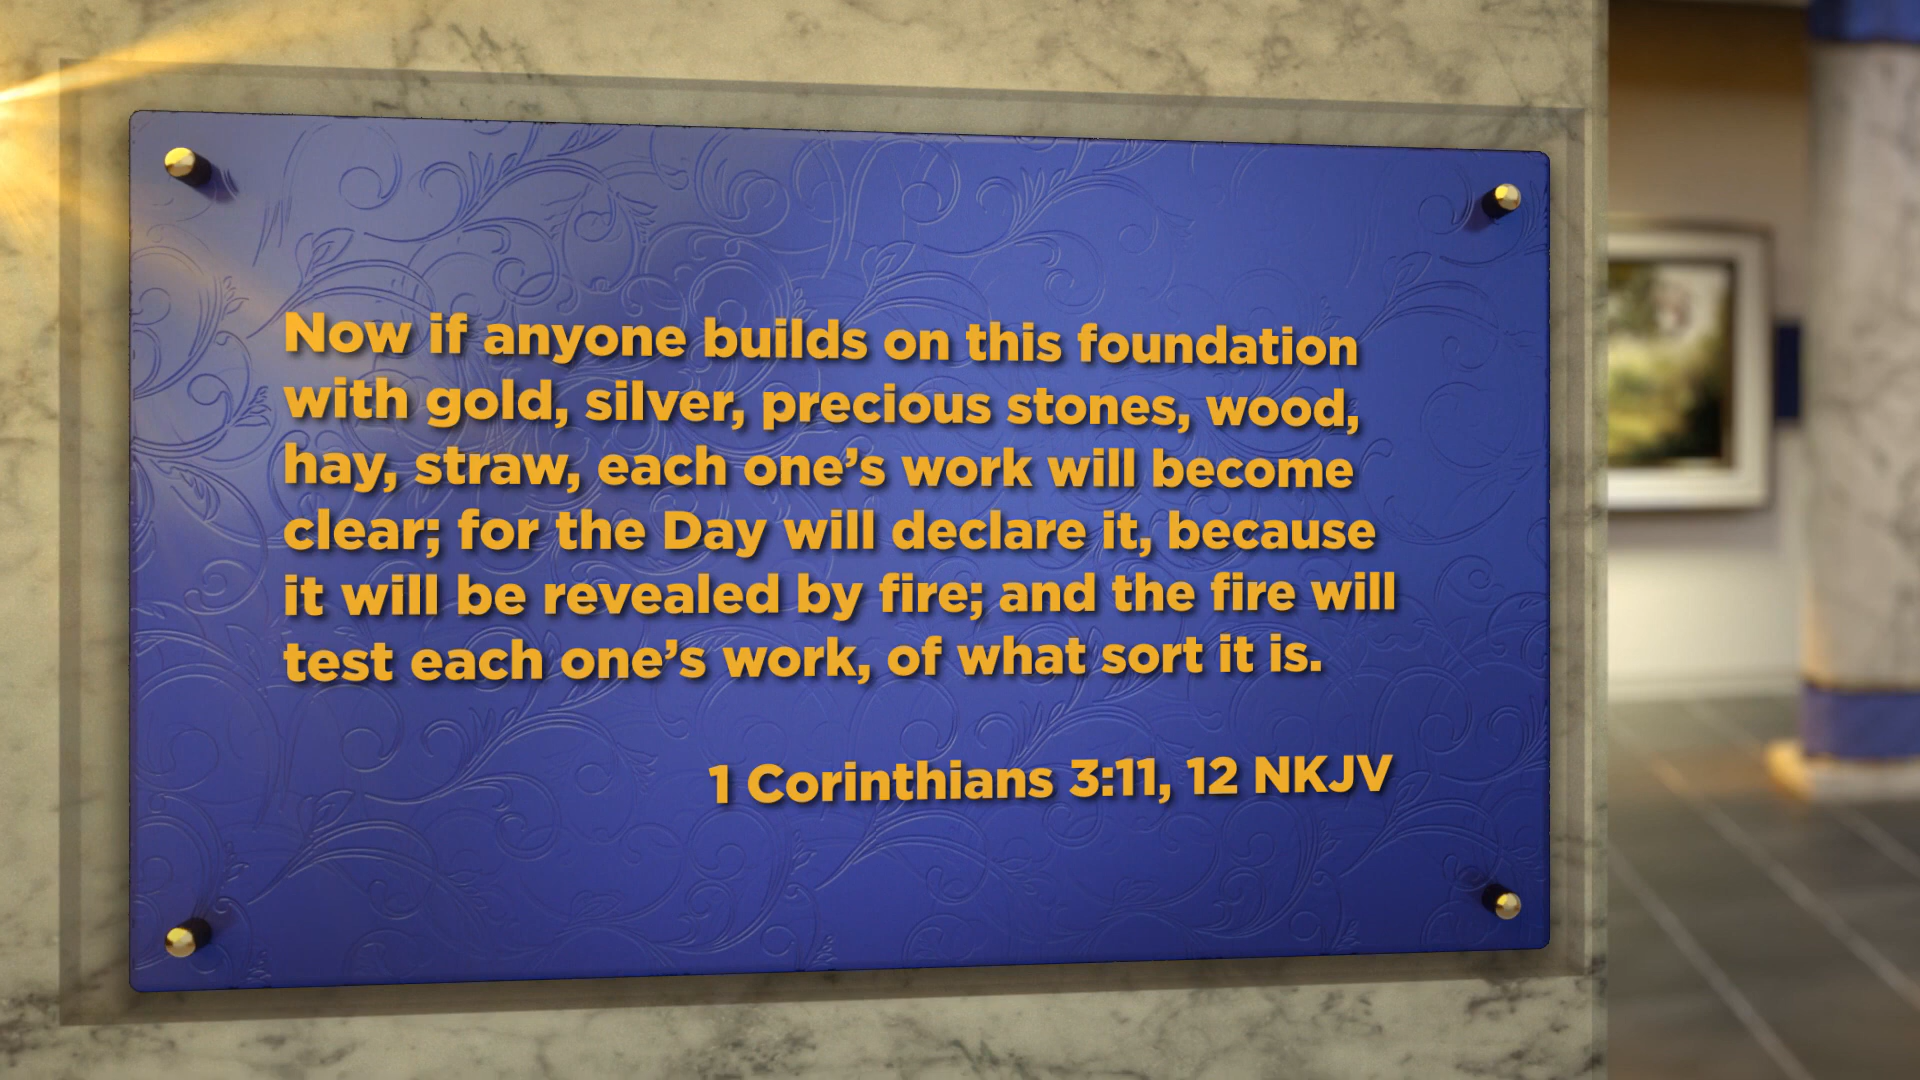 Now if anyone builds on this foundation
with gold, silver, precious stones, wood,
hay, straw, each one’s work will become
clear; for the Day will declare it, because
it will be revealed by fire; and the fire will
test each one’s work, of what sort it is.
1 Corinthians 3:11, 12 NKJV